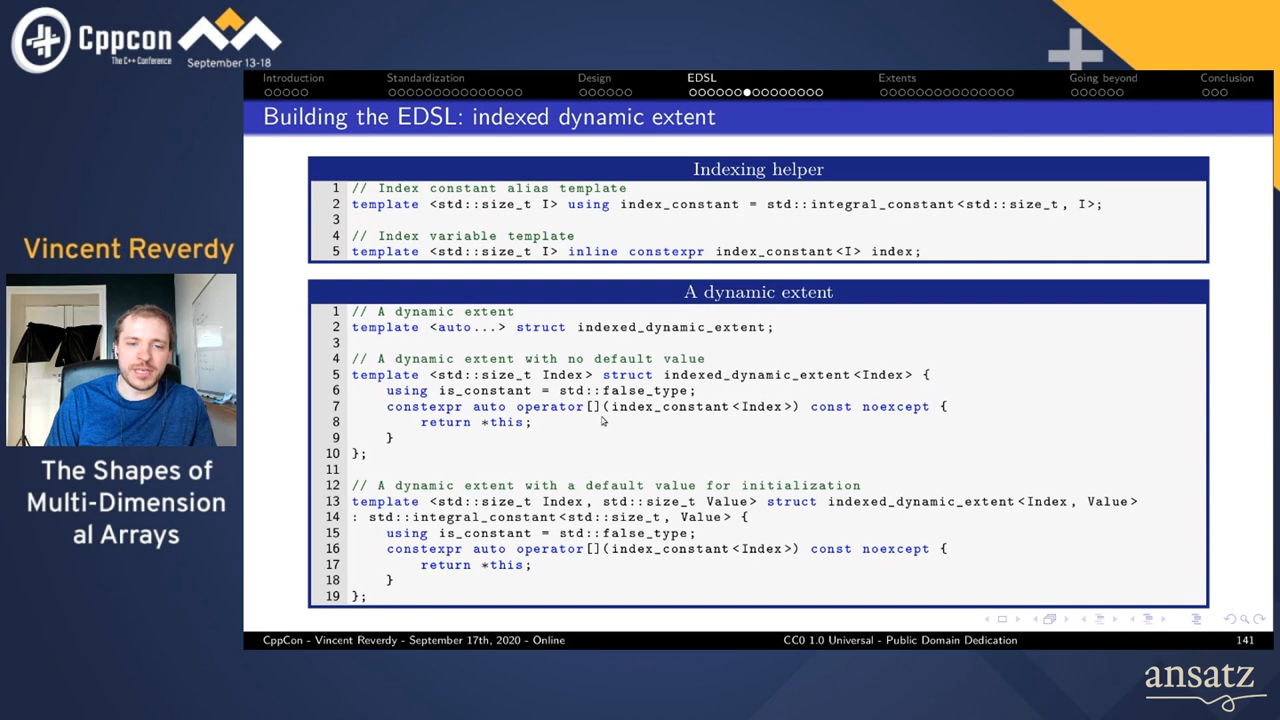 Cppcon
The C++ Conference
September 13-18
Introduction
Standardization
Design
EDSL
Extents
Going beyond
Conclusion
Building the EDSL: indexed dynamic extent
Indexing helper
1 // Index constant alias template
2 template <std::size_t I> using index_constant = std::integral_constant<std::size_t, I>;
3
4 // Index variable template
5 template <std::size_t I> inline constexpr index_constant<I> index;
A dynamic extent
1 // A dynamic extent
2 template <auto...> struct indexed_dynamic_extent;
3
4 // A dynamic extent with no default value
5 template <std::size_t Index> struct indexed_dynamic_extent<Index> {
6 using is_constant = std::false_type;
7 constexpr auto operator[](index_constant<Index>) const noexcept {
8 return *this;
9 }
10 };
11
12 // A dynamic extent with a default value for initialization
13 template <std::size_t Index, std::size_t Value> struct indexed_dynamic_extent<Index, Value>
14 : std::integral_constant<std::size_t, Value> {
15 using is_constant = std::false_type;
16 constexpr auto operator[](index_constant<Index>) const noexcept {
17 return *this;
18 }
19 };
Vincent Reverdy
The Shapes of
Multi-Dimension
al Arrays
CppCon - Vincent Reverdy - September 17th, 2020 - Online
CC0 1.0 Universal - Public Domain Dedication
141
ansatz